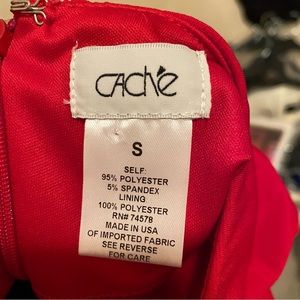 cachē
S
SELF:
95% POLYESTER
5% SPANDEX
LINING
100% POLYESTER
RN# 74578
MADE IN USA
OF IMPORTED FABRIC
SEE REVERSE
FOR CARE